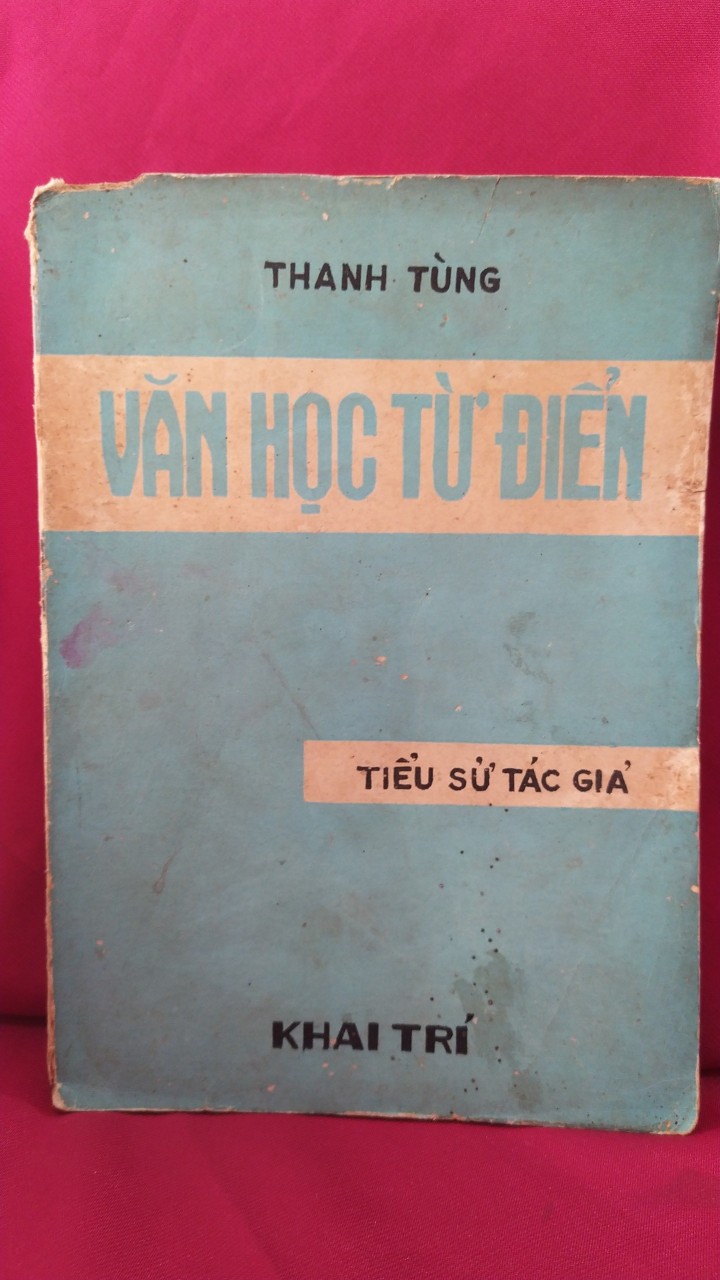 THANH TÙNG
VĂN HỌC TỪ ĐIỂN
TIỂU SỬ TÁC GIẢ
KHAI TRÍ